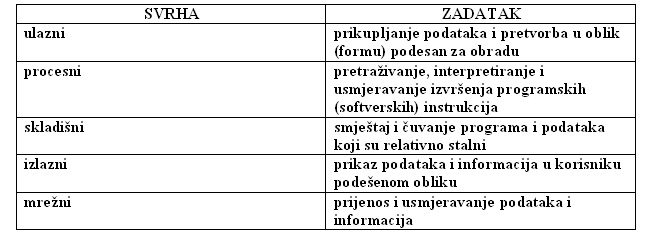 SVRHA ZADATAK
ulazni prikupljanje podataka i pretvorba u oblik
(formu) podesan za obradu
procesni pretraživanje, interpretiranje i
usmjeravanje izvršenja programskih
(softverskih) instrukcija
skladišni smještaj i čuvanje programa i podataka
koji su relativno stalni
izlazni prikaz podataka i informacija u korisniku
podešenom obliku
mrežni prijenos i usmjeravanje podataka i
informacija